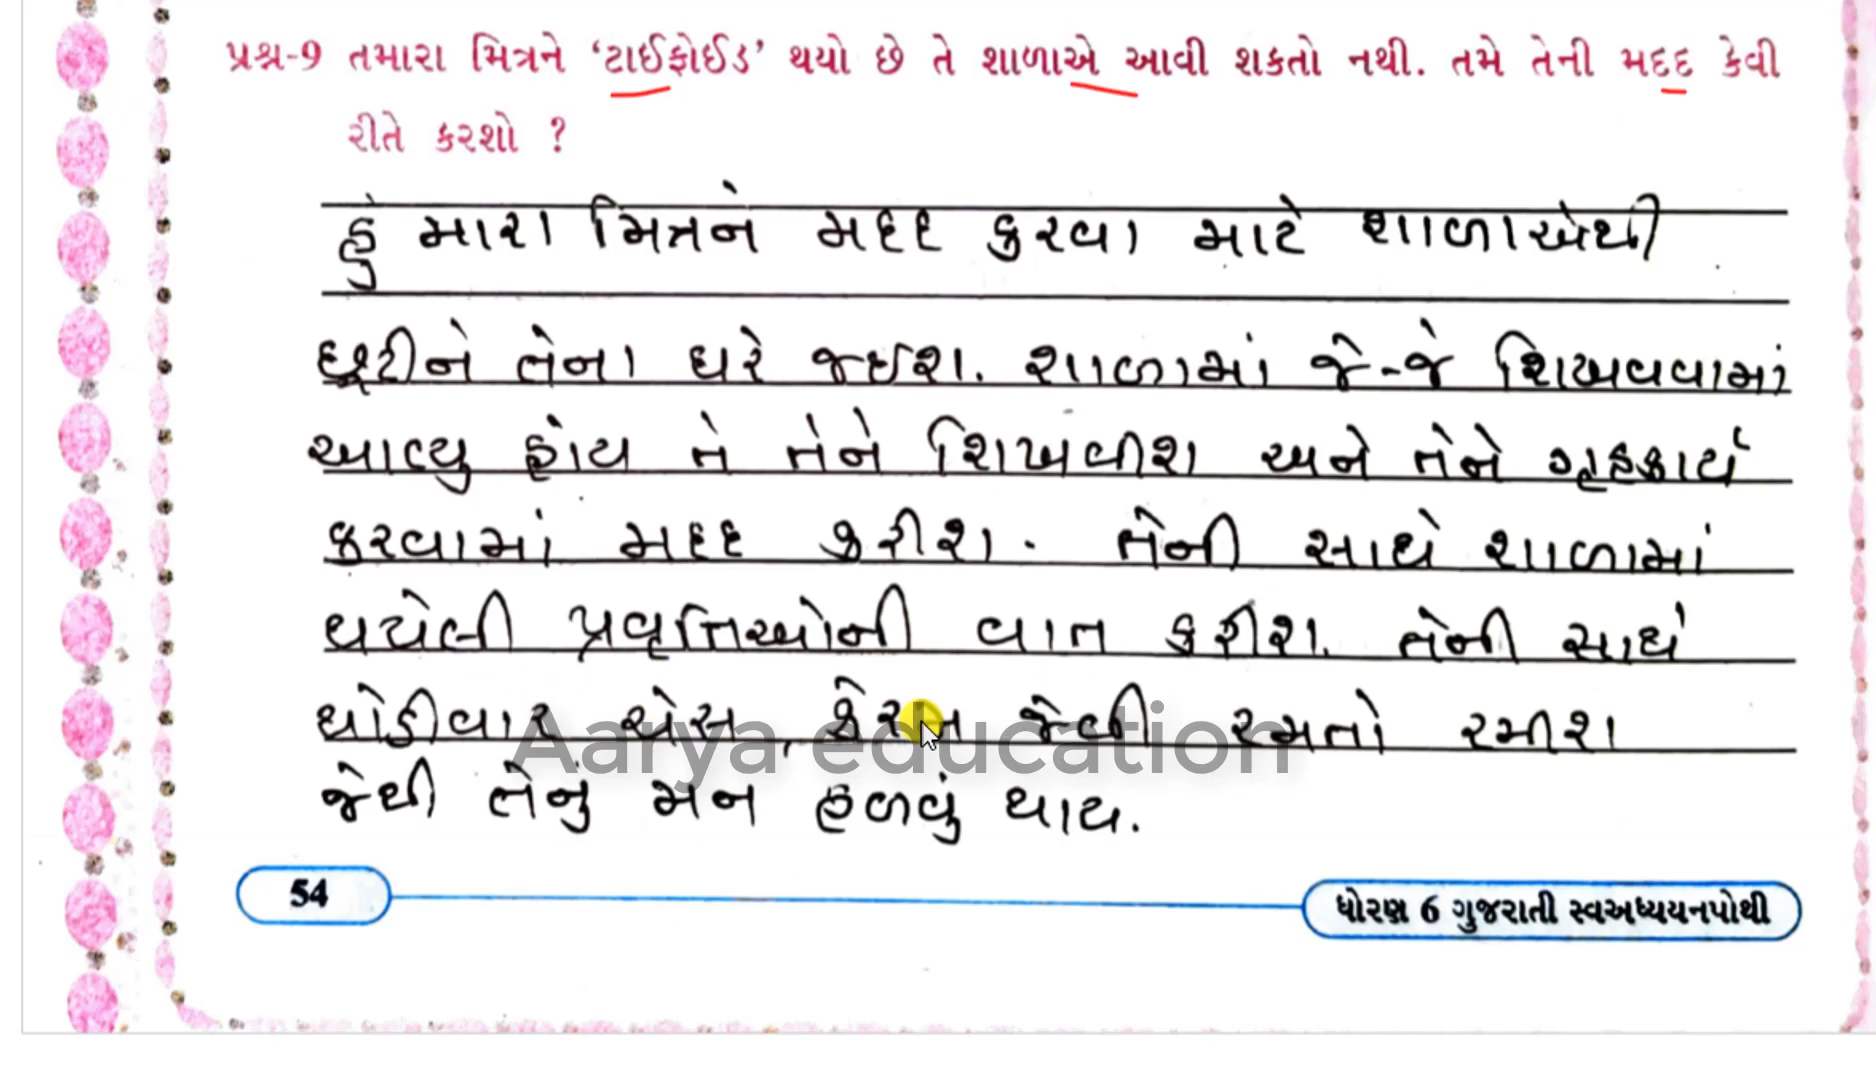 પ્રશ્ન-9 તમારા મિત્રને ‘ટાઈફોઈડ’ થયો છે તે શાળાએ આવી શકતો નથી. તમે તેની મદદ કેવી
રીતે કરશો ?
હું મારા મિત્રને મદદ કરવા માટે શાળાએથી
છૂટીને તેના ઘરે જઈશ. શાળામાં જે-જે શિખવવામાં
આવ્યુ હોય તે તેને શિખવીશ અને તેને ગૃહકાર્ય
કરવામાં મદદ કરીશ. તેની સાથે શાળામાં
થયેલી પ્રવૃત્તિઓની વાત કરીશ. તેની સાથે
થોડીવાર ચેસ, કેરમ જેવી રમતો રમીશ
જેથી તેનું મન હળવું થાય.
Aarya education
54
ધોરણ 6 ગુજરાતી સ્વઅધ્યયનપોથી